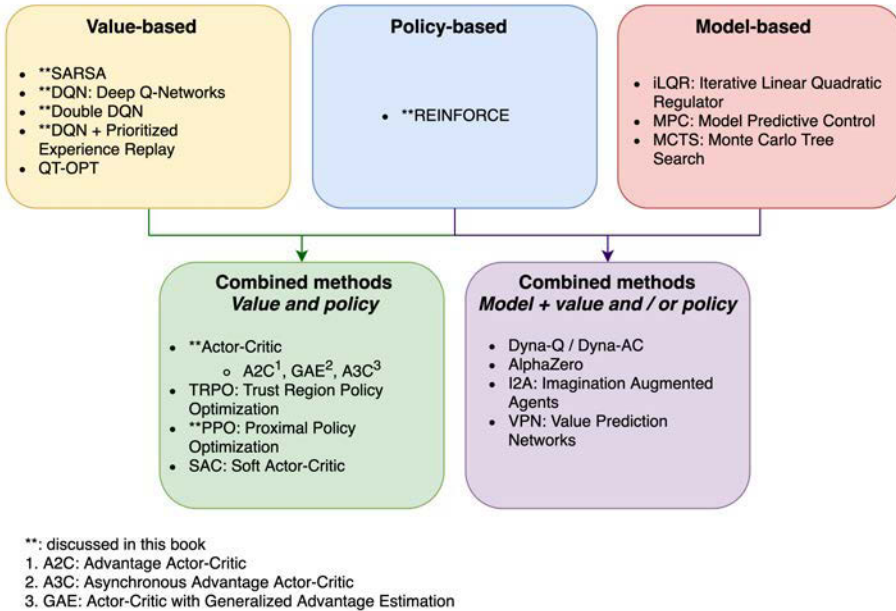 Value-based
• **SARSA
• **DQN: Deep Q-Networks
• **Double DQN
• **DQN + Prioritized
Experience Replay
• QT-OPT
Policy-based
• **REINFORCE
Model-based
• iLQR: Iterative Linear Quadratic
Regulator
• MPC: Model Predictive Control
• MCTS: Monte Carlo Tree
Search
Combined methods
Value and policy
• **Actor-Critic
○ A2C¹, GAE², A3C³
• TRPO: Trust Region Policy
Optimization
• **PPO: Proximal Policy
Optimization
• SAC: Soft Actor-Critic
Combined methods
Model + value and / or policy
• Dyna-Q / Dyna-AC
• AlphaZero
• I2A: Imagination Augmented
Agents
• VPN: Value Prediction
Networks
**: discussed in this book
1. A2C: Advantage Actor-Critic
2. A3C: Asynchronous Advantage Actor-Critic
3. GAE: Actor-Critic with Generalized Advantage Estimation